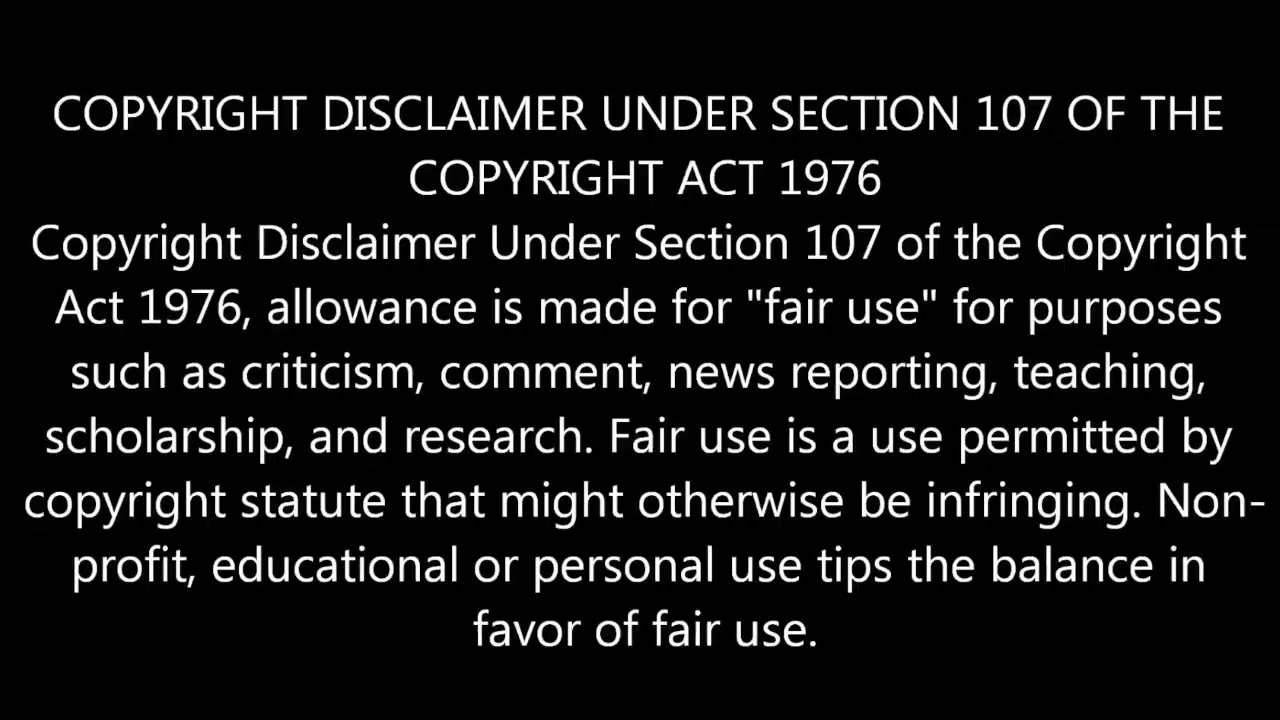 COPYRIGHT DISCLAIMER UNDER SECTION 107 OF THE
COPYRIGHT ACT 1976
Copyright Disclaimer Under Section 107 of the Copyright
Act 1976, allowance is made for "fair use" for purposes
such as criticism, comment, news reporting, teaching,
scholarship, and research. Fair use is a use permitted by
copyright statute that might otherwise be infringing. Non-
profit, educational or personal use tips the balance in
favor of fair use.